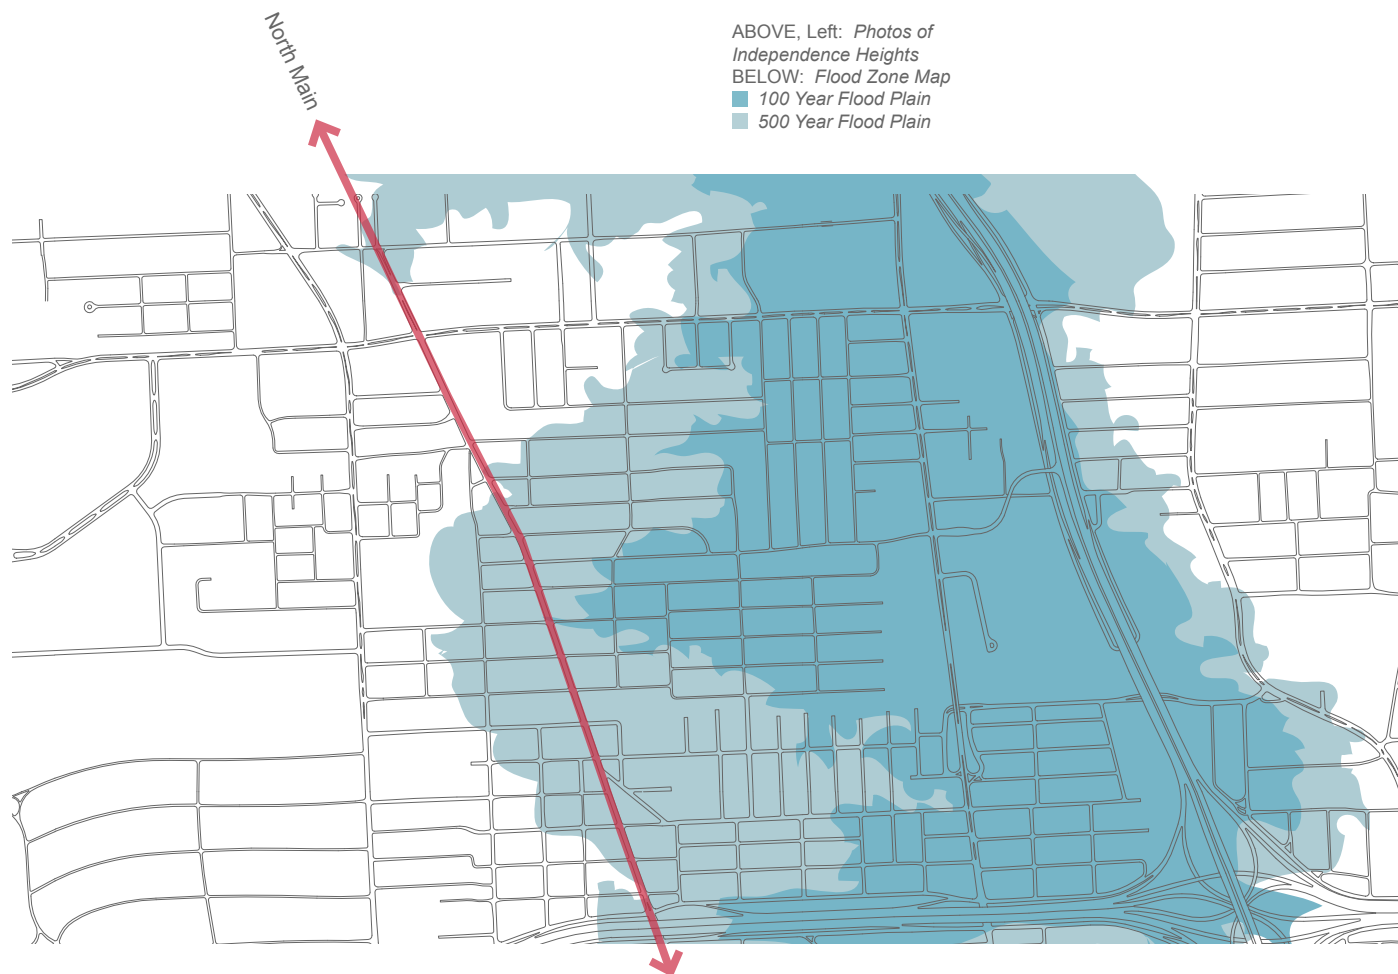 North Main
ABOVE, Left: Photos of
Independence Heights
BELOW: Flood Zone Map
100 Year Flood Plain
500 Year Flood Plain